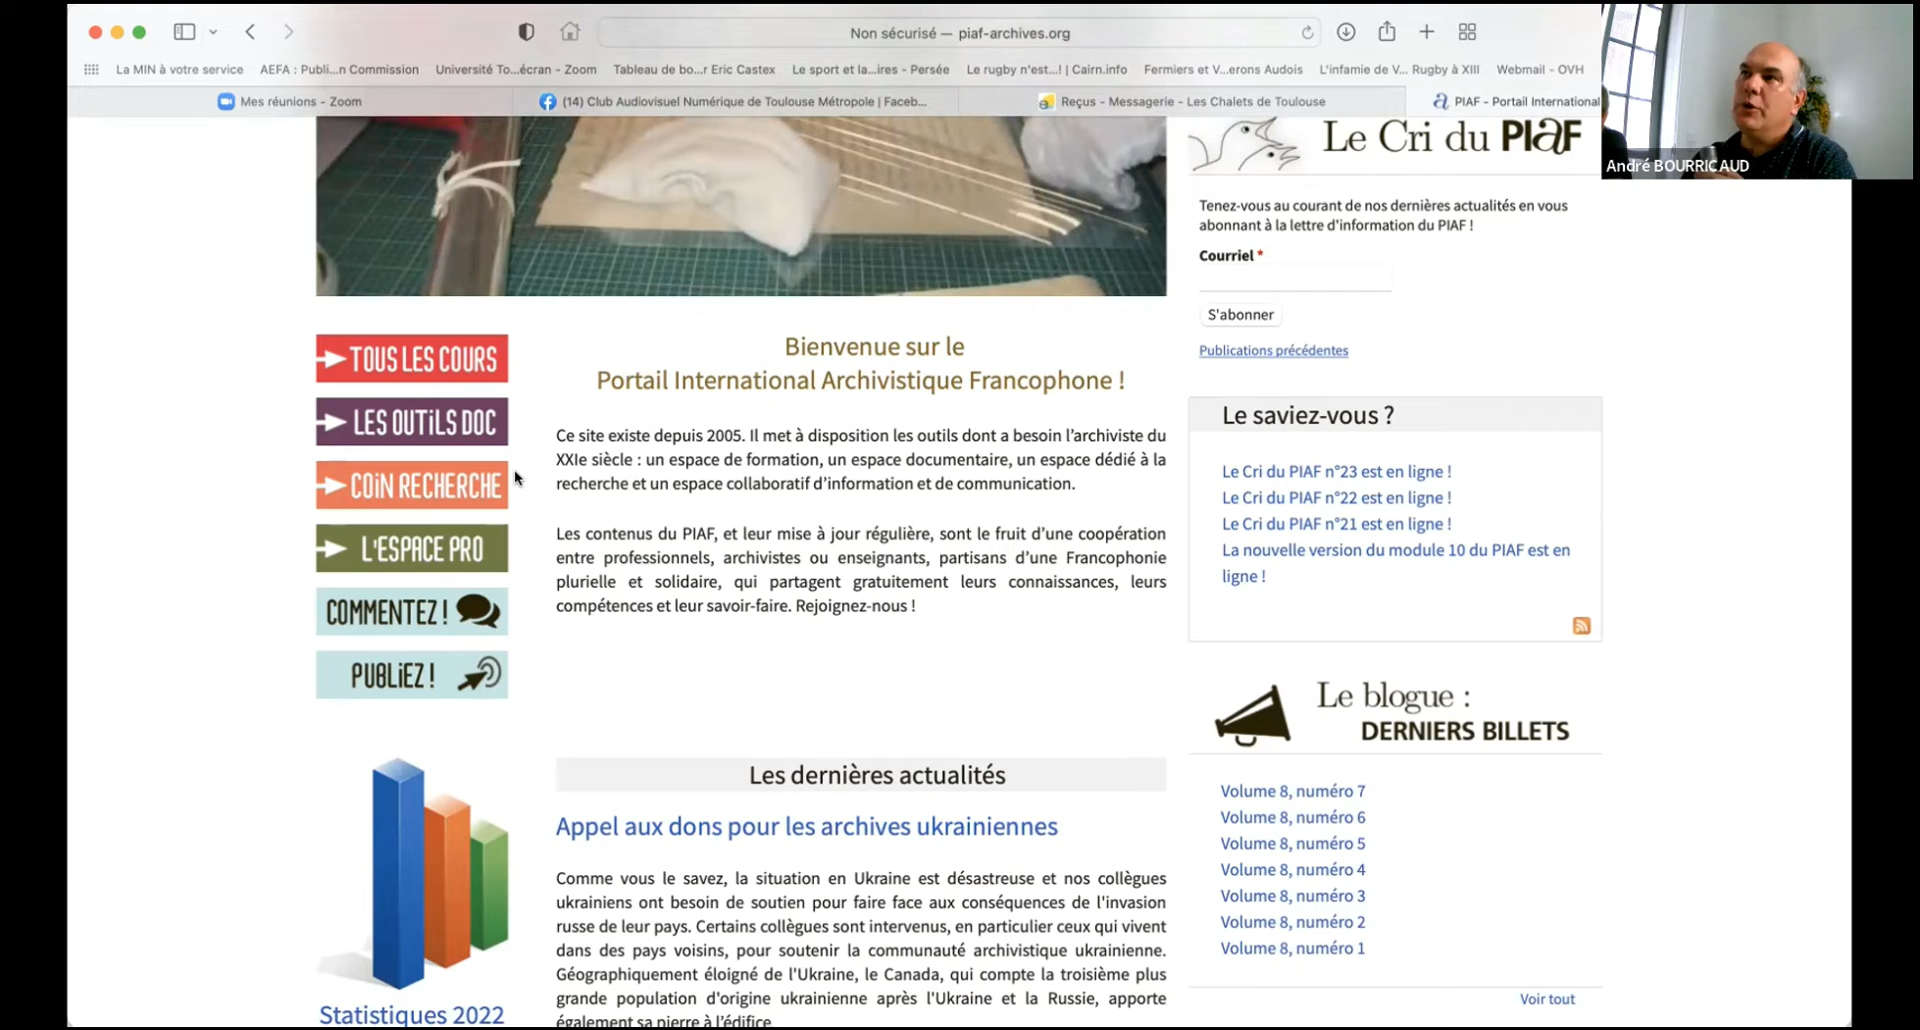 Non sécurisé — piaf-archives.org
La MIN à votre service
AEFA : Publi...n Commission
Université To...écran - Zoom
Tableau de bo...r Eric Castex
Le sport et la...ires - Persée
Le rugby n'est...! | Cairn.info
Fermiers et V...erons Audois
L'infamie de V... Rugby à XIII
Webmail - OVH
Mes réunions - Zoom
(14) Club Audiovisuel Numérique de Toulouse Métropole | Faceb...
Reçus - Messagerie - Les Chalets de Toulouse
PIAF - Portail International
André BOURRICAUD
TOUS LES COURS
LES OUTiLS DOC
COiN RECHERCHE
L'ESPACE PRO
COMMENTEZ !
PUBLiEZ !
Statistiques 2022
Bienvenue sur le
Portail International Archivistique Francophone !
Ce site existe depuis 2005. Il met à disposition les outils dont a besoin l'archiviste du
XXIe siècle : un espace de formation, un espace documentaire, un espace dédié à la
recherche et un espace collaboratif d'information et de communication.
Les contenus du PIAF, et leur mise à jour régulière, sont le fruit d'une coopération
entre professionnels, archivistes ou enseignants, partisans d'une Francophonie
plurielle et solidaire, qui partagent gratuitement leurs connaissances, leurs
compétences et leur savoir-faire. Rejoignez-nous !
Les dernières actualités
Appel aux dons pour les archives ukrainiennes
Comme vous le savez, la situation en Ukraine est désastreuse et nos collègues
ukrainiens ont besoin de soutien pour faire face aux conséquences de l'invasion
russe de leur pays. Certains collègues sont intervenus, en particulier ceux qui vivent
dans des pays voisins, pour soutenir la communauté archivistique ukrainienne.
Géographiquement éloigné de l'Ukraine, le Canada, qui compte la troisième plus
grande population d'origine ukrainienne après l'Ukraine et la Russie, apporte
également sa pierre à l'édifice
Le Cri du PIAF
Tenez-vous au courant de nos dernières actualités en vous
abonnant à la lettre d'information du PIAF !
Courriel *
S'abonner
Publications précédentes
Le saviez-vous ?
Le Cri du PIAF n°23 est en ligne !
Le Cri du PIAF n°22 est en ligne !
Le Cri du PIAF n°21 est en ligne !
La nouvelle version du module 10 du PIAF est en
ligne !
Le blogue :
DERNIERS BILLETS
Volume 8, numéro 7
Volume 8, numéro 6
Volume 8, numéro 5
Volume 8, numéro 4
Volume 8, numéro 3
Volume 8, numéro 2
Volume 8, numéro 1
Voir tout